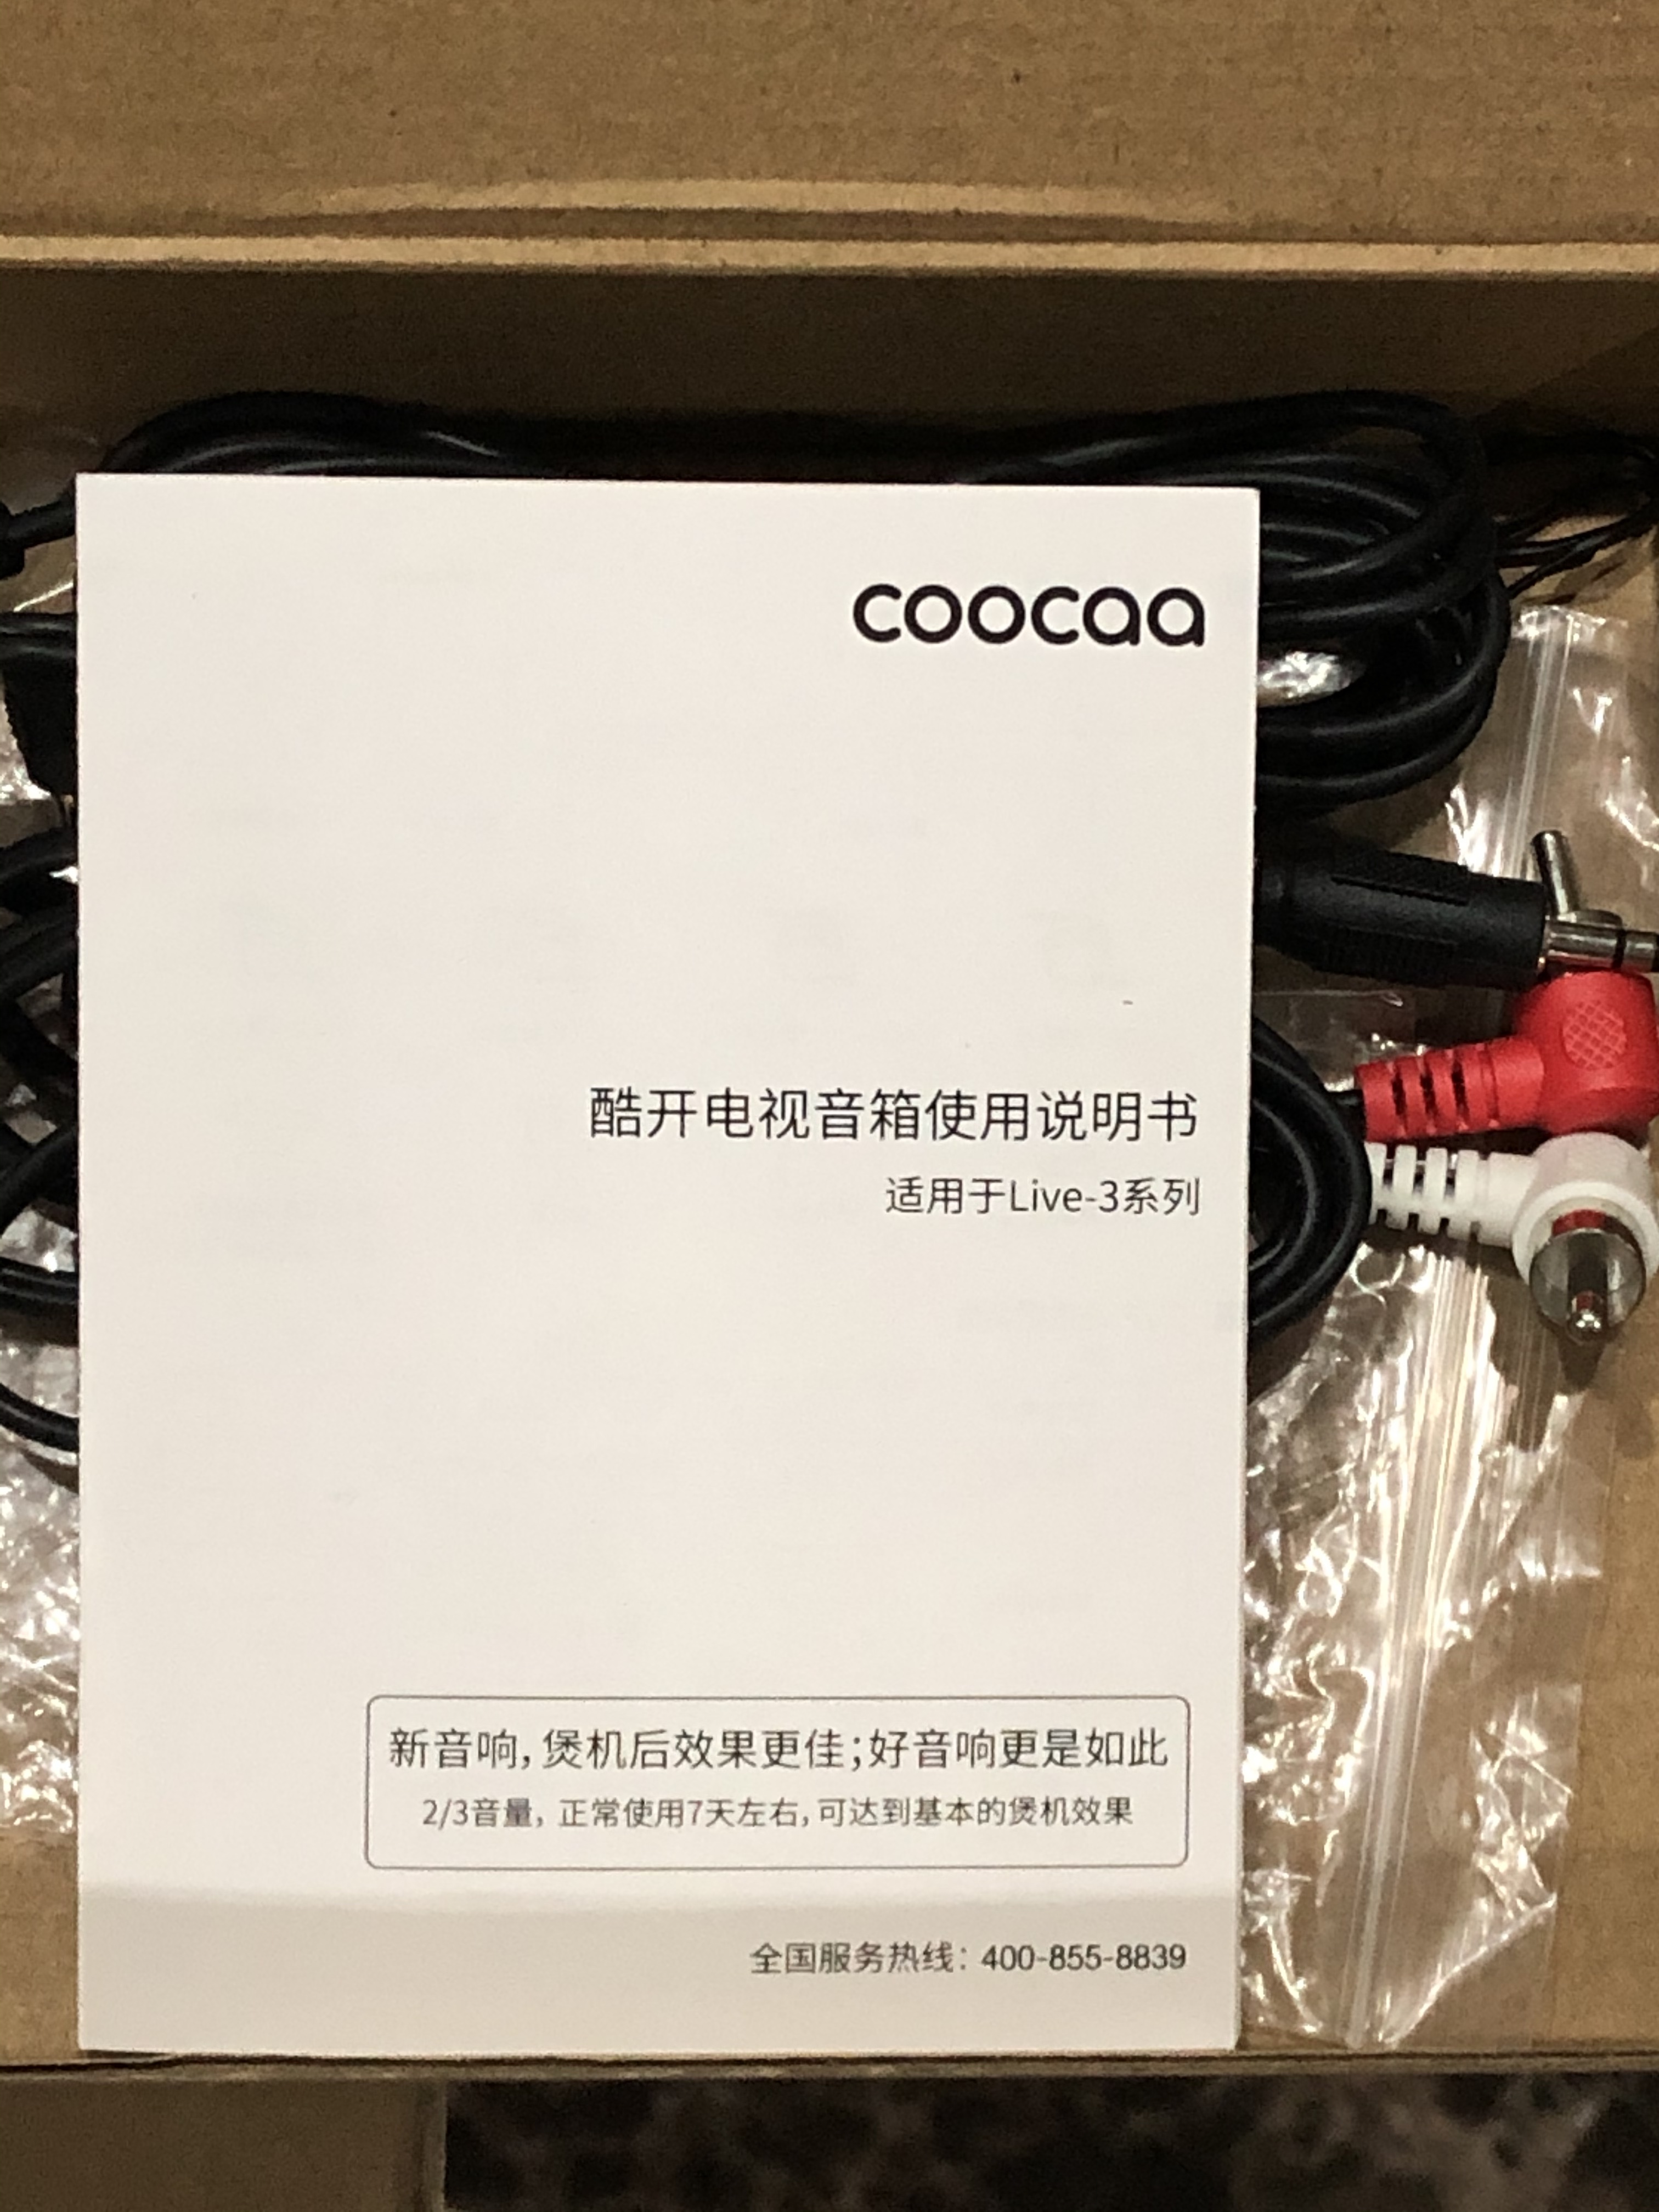 coocaa
酷开电视音箱使用说明书
适用于Live-3系列
新音响,煲机后效果更佳;好音响更是如此
2/3音量，正常使用7天左右,可达到基本的煲机效果
全国服务热线：400-855-8839